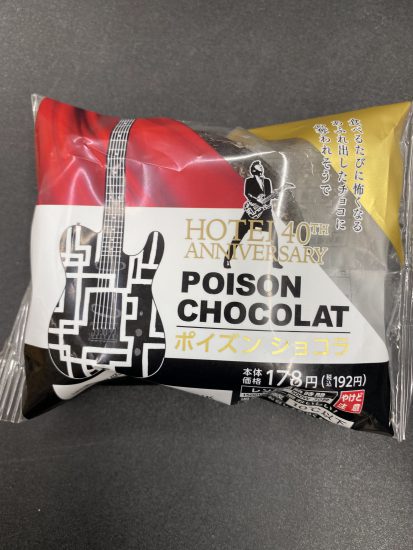 食べるたびに怖くなる
あふれ出したチョコに
襲われそうで
HOTEI 40TH
ANNIVERSARY
POISON
CHOCOLAT
ポイズン ショコラ
本体
価格 178円 (税込192円)
やけど
注意